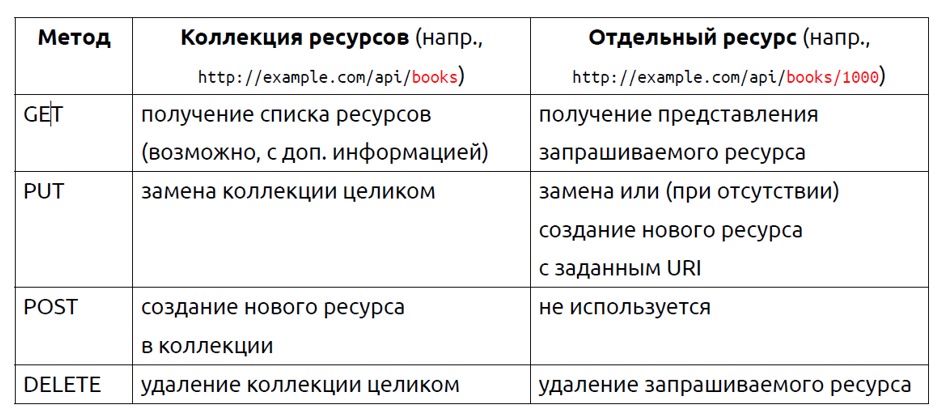 Метод
Коллекция ресурсов (напр.,
http://example.com/api/books)
Отдельный ресурс (напр.,
http://example.com/api/books/1000)
GET
получение списка ресурсов
(возможно, с доп. информацией)
получение представления
запрашиваемого ресурса
PUT
замена коллекции целиком
замена или (при отсутствии)
создание нового ресурса
с заданным URI
POST
создание нового ресурса
в коллекции
не используется
DELETE
удаление коллекции целиком
удаление запрашиваемого ресурса